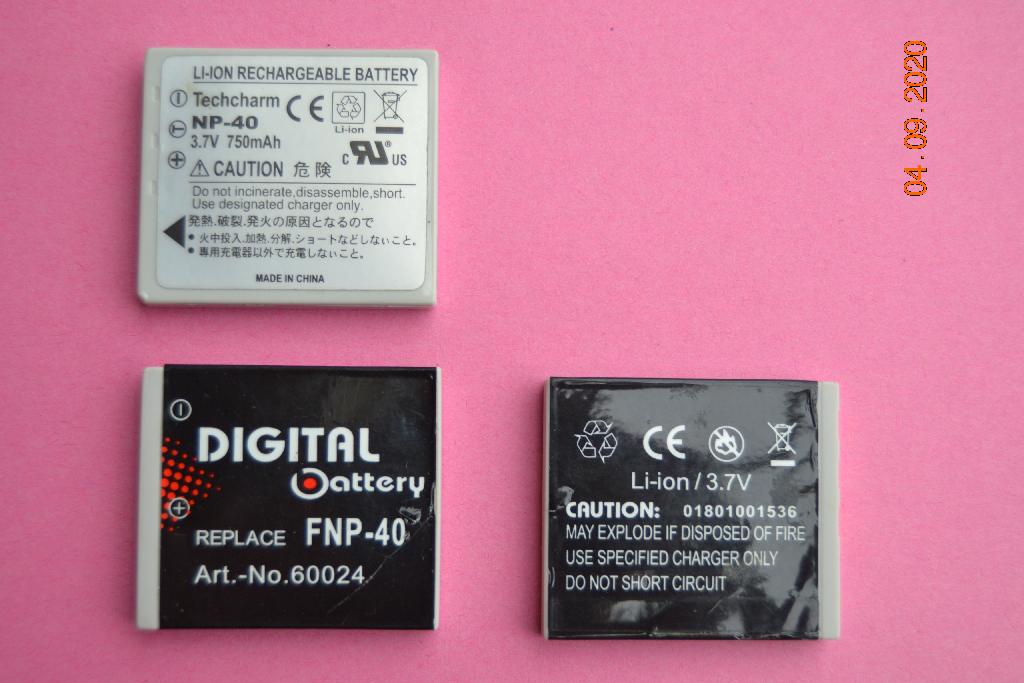 LI-ION RECHARGEABLE BATTERY
Techcharm
NP-40
3.7V 750mAh
Li-ion
CE
c RU ® US
CAUTION 危険
Do not incinerate,disassemble,short.
Use designated charger only.
発熱.破裂.発火の原因となるので
• 火中投入.加熱.分解.ショートなどしないこと。
• 専用充電器以外で充電しないこと。
MADE IN CHINA
04.09.2020
DIGITAL
Battery
REPLACE FNP-40
Art.-No.60024
CE
Li-ion / 3.7V
CAUTION: 01801001536
MAY EXPLODE IF DISPOSED OF FIRE
USE SPECIFIED CHARGER ONLY
DO NOT SHORT CIRCUIT